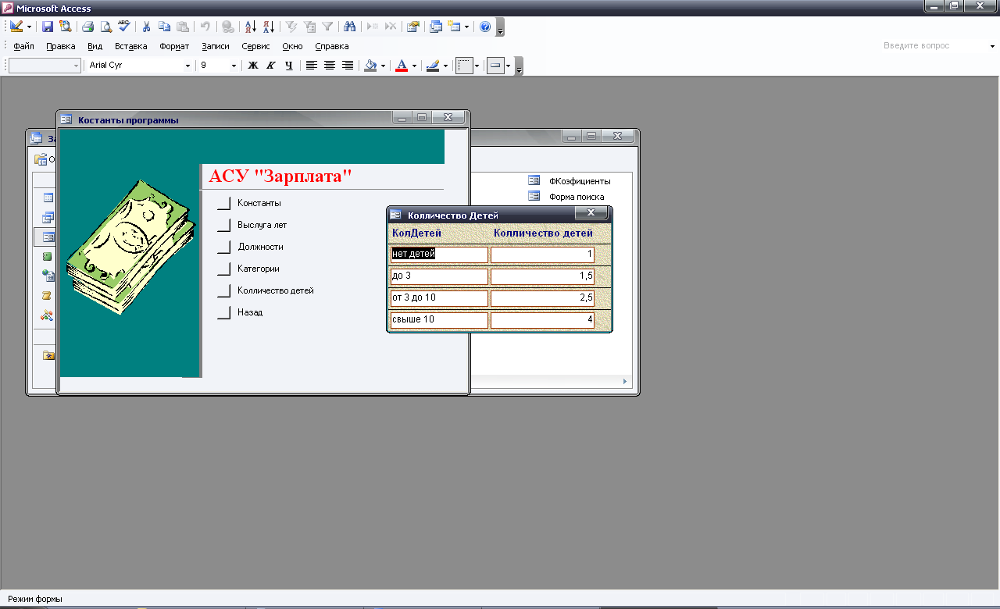 Microsoft Access
Файл Правка Вид Вставка Формат Записи Сервис Окно Справка
Введите вопрос
Arial Cyr 9 Ж К Ч
Костанты программы
АСУ "Зарплата"
Константы
Выслуга лет
Должности
Категории
Колличество детей
Назад
ФКоэфициенты
Форма поиска
Колличество Детей
КолДетей Колличество детей
нет детей 1
до 3 1,5
от 3 до 10 2,5
свыше 10 4
Режим формы